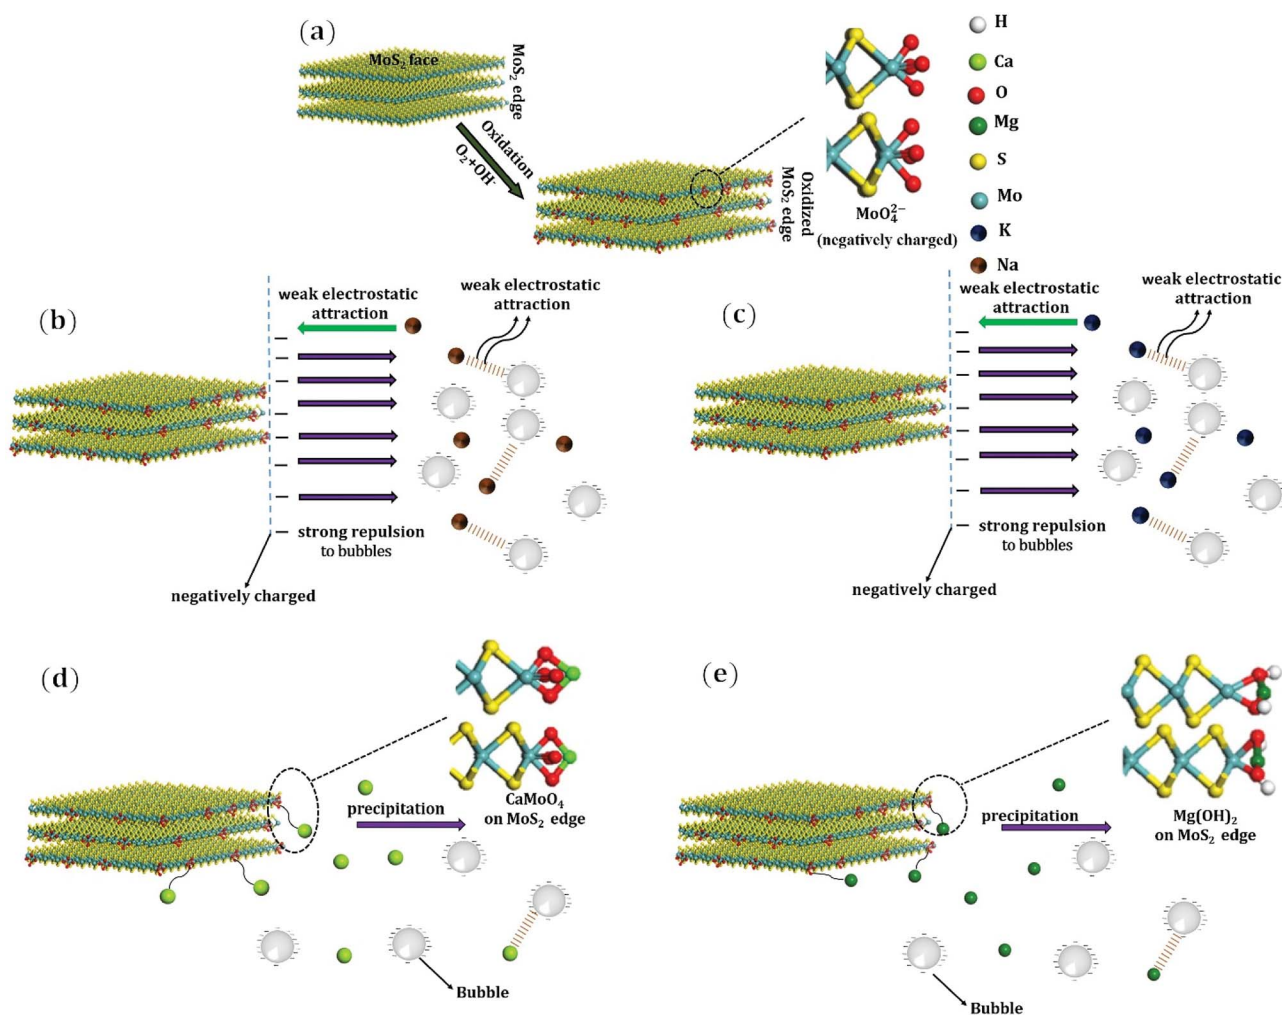 (a)
MoS₂ face
MoS₂ edge
Oxidation
O₂+OH⁻
Oxidized
MoS₂ edge
MoO₄²⁻
(negatively charged)
H
Ca
O
Mg
S
Mo
K
Na
(b)
weak electrostatic
attraction
weak electrostatic
attraction
strong repulsion
to bubbles
negatively charged
(c)
weak electrostatic
attraction
weak electrostatic
attraction
strong repulsion
to bubbles
negatively charged
(d)
precipitation
CaMoO₄
on MoS₂ edge
Bubble
(e)
precipitation
Mg(OH)₂
on MoS₂ edge
Bubble